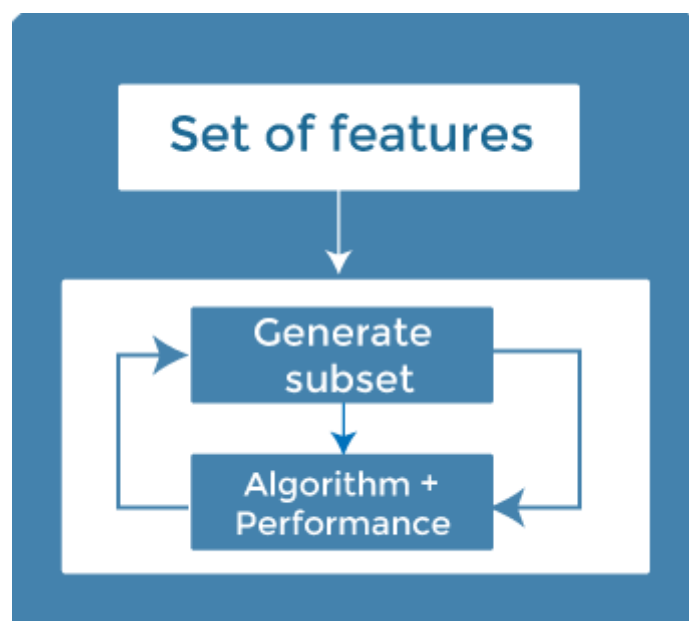 Set of features
Generate
subset
Algorithm +
Performance